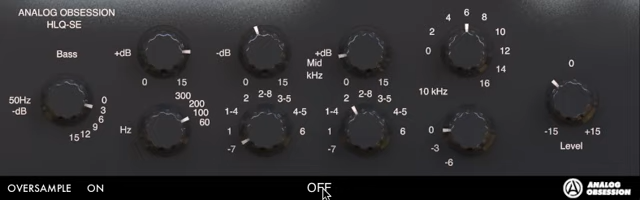 ANALOG OBSESSION
HLQ-SE
Bass
50Hz
-dB
0
3
6
9
12
15
+dB
0 15
Hz
300
200
100
60
-dB
0 15
2 2-8 3-5
1-4 4-5
1 6
-7
+dB
Mid
kHz
0 15
2 2-8 3-5
1-4 4-5
1 6
-7
0 2 4 6 8 10 12 14 16
10 kHz
0
-3
-6
0
-15 +15
Level
OVERSAMPLE ON OFF
ANALOG
OBSESSION